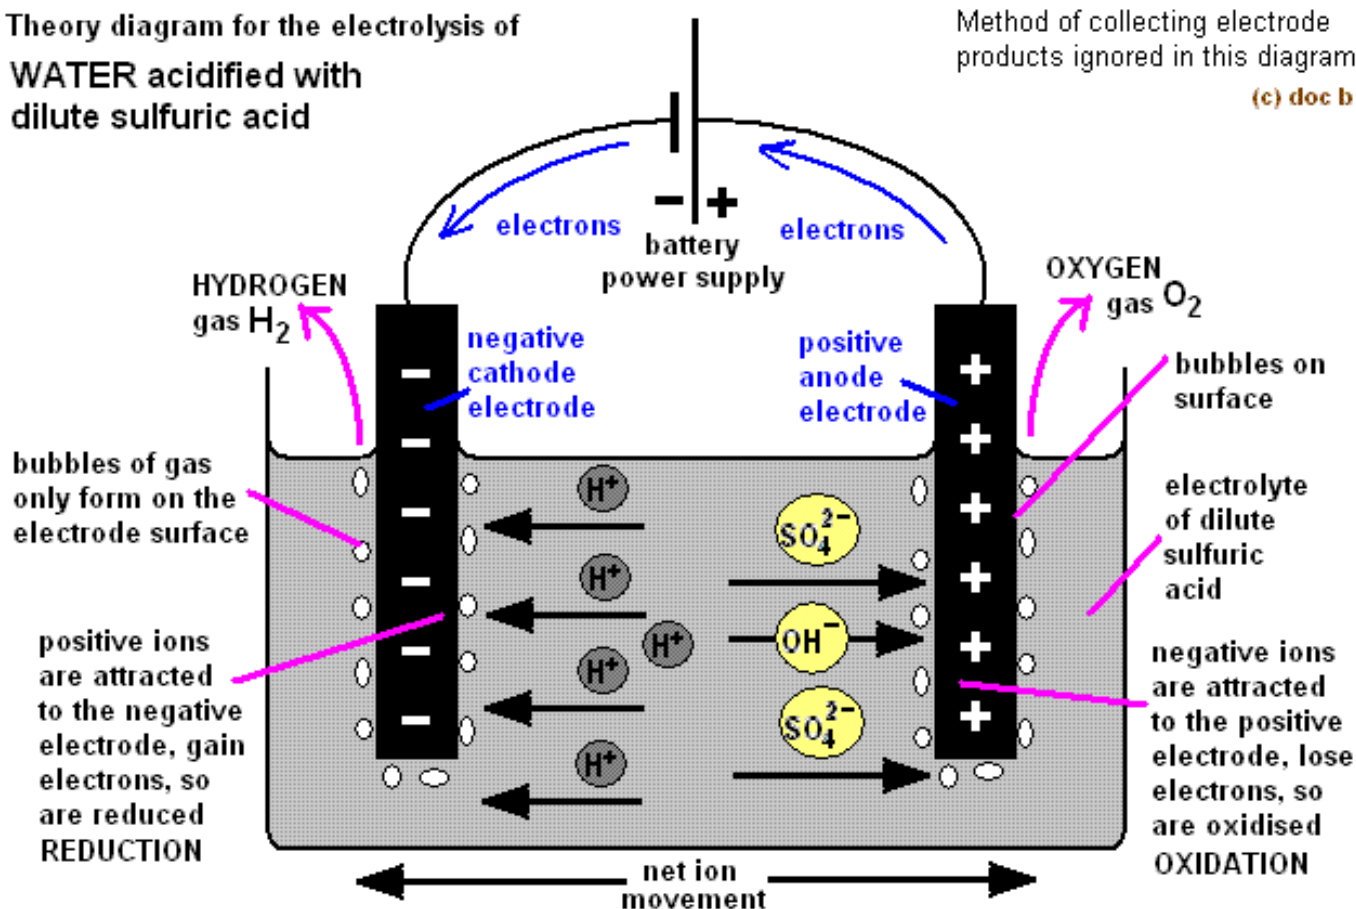 Theory diagram for the electrolysis of
WATER acidified with
dilute sulfuric acid
Method of collecting electrode
products ignored in this diagram
(c) doc b
electrons
− +
electrons
battery
power supply
HYDROGEN
gas H₂
OXYGEN
gas O₂
negative
cathode
electrode
positive
anode
electrode
bubbles on
surface
bubbles of gas
only form on the
electrode surface
electrolyte
of dilute
sulfuric
acid
positive ions
are attracted
to the negative
electrode, gain
electrons, so
are reduced
REDUCTION
−
−
−
−
−
−
H⁺
H⁺
H⁺
H⁺
H⁺
SO₄²⁻
OH⁻
SO₄²⁻
+
+
+
+
+
+
negative ions
are attracted
to the positive
electrode, lose
electrons, so
are oxidised
OXIDATION
net ion
movement